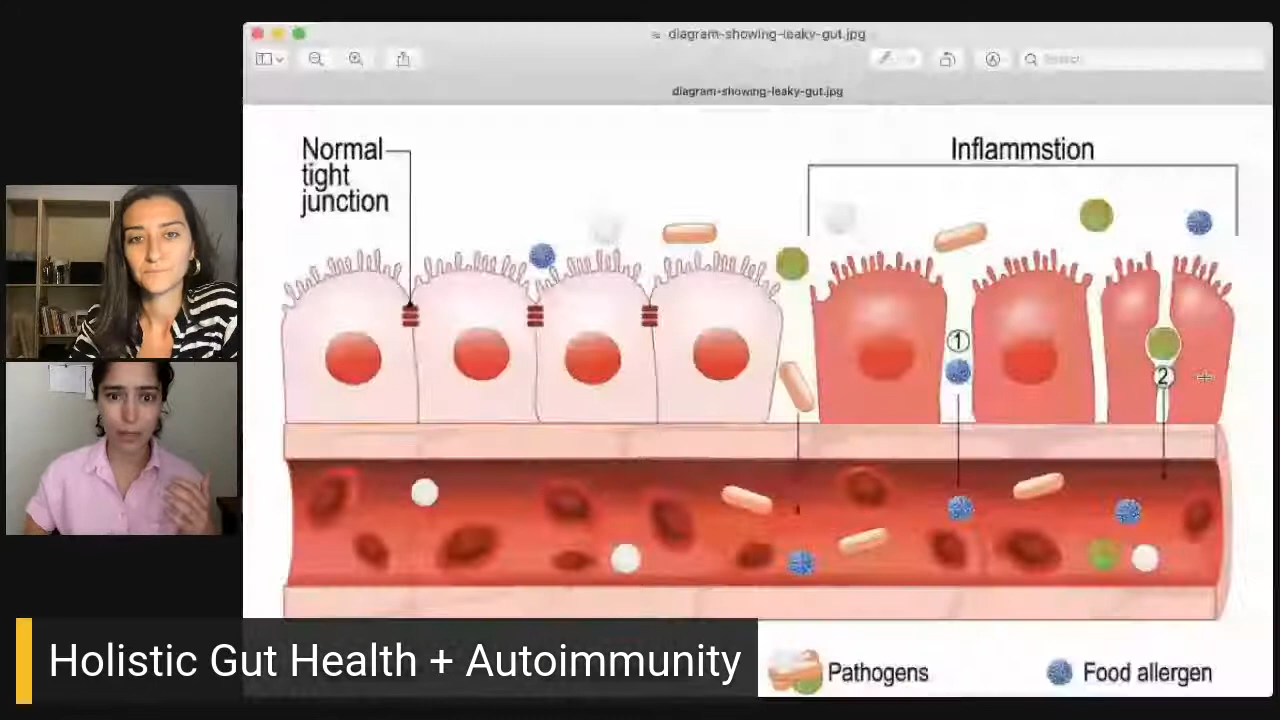 diagram-showing-leaky-gut.jpg
Search
diagram-showing-leaky-gut.jpg
Normal
tight
junction
Inflammstion
1
2
Holistic Gut Health + Autoimmunity
Pathogens
Food allergen